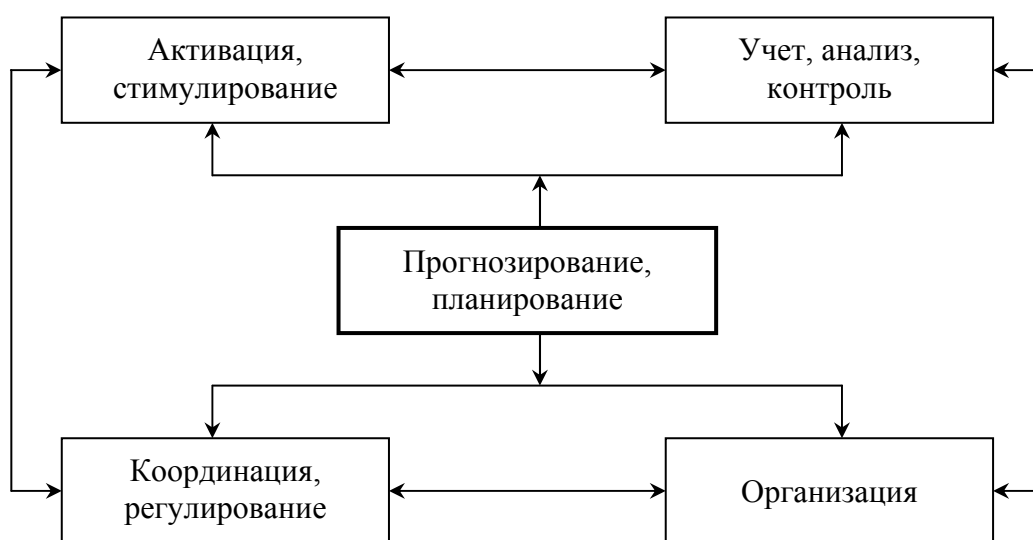 Активация,
стимулирование
Учет, анализ,
контроль
Прогнозирование,
планирование
Координация,
регулирование
Организация